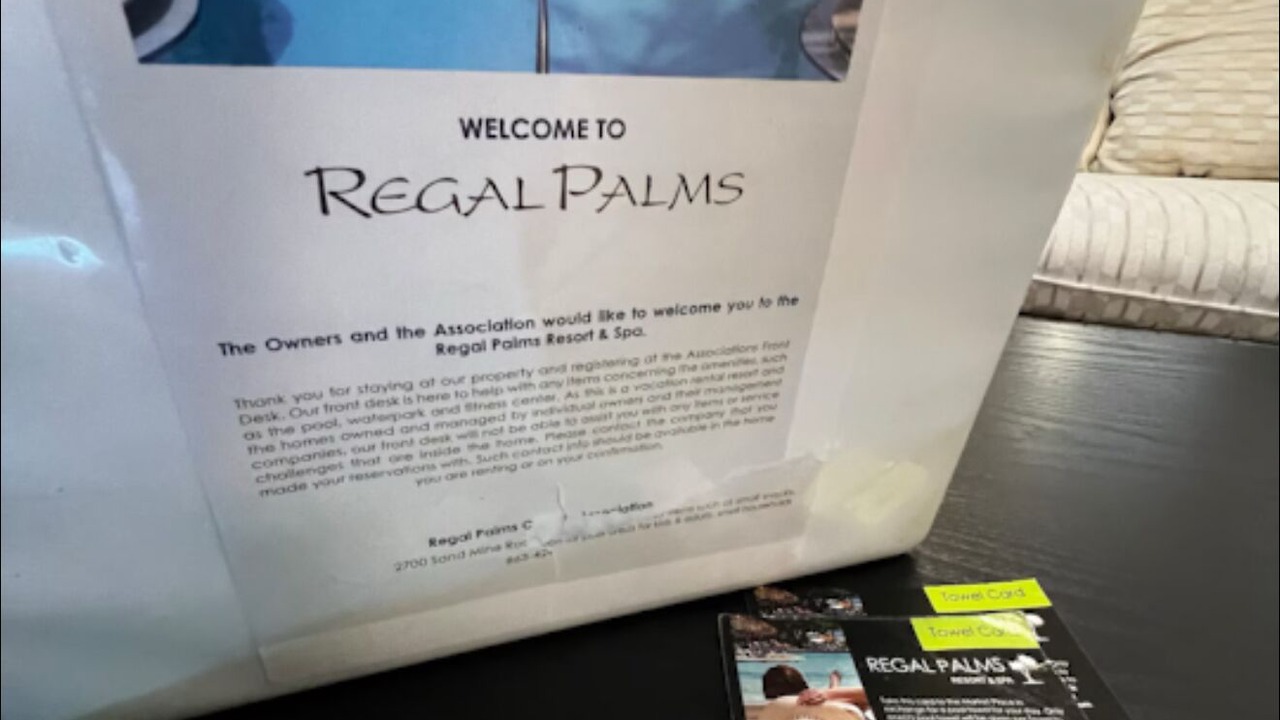 WELCOME TO
REGAL PALMS
The Owners and the Association would like to welcome you to the
Regal Palms Resort & Spa.
Thank you for staying at our property and registering at the Associations Front
Desk. Our front desk is here to help with any items concerning the amenities, such
as the pool, waterpark and fitness center. As this is a vacation rental resort and
the homes owned and managed by individual owners and their management
companies, our front desk will not be able to assist you with any items or service
challenges that are inside the home. Please contact the company that you
made your reservations with. Such contact info should be available in the home
you are renting or on your confirmation.
Regal Palms
2700 Sand Mine
Towel Card
Towel Card
REGAL PALMS
RESORT & SPA